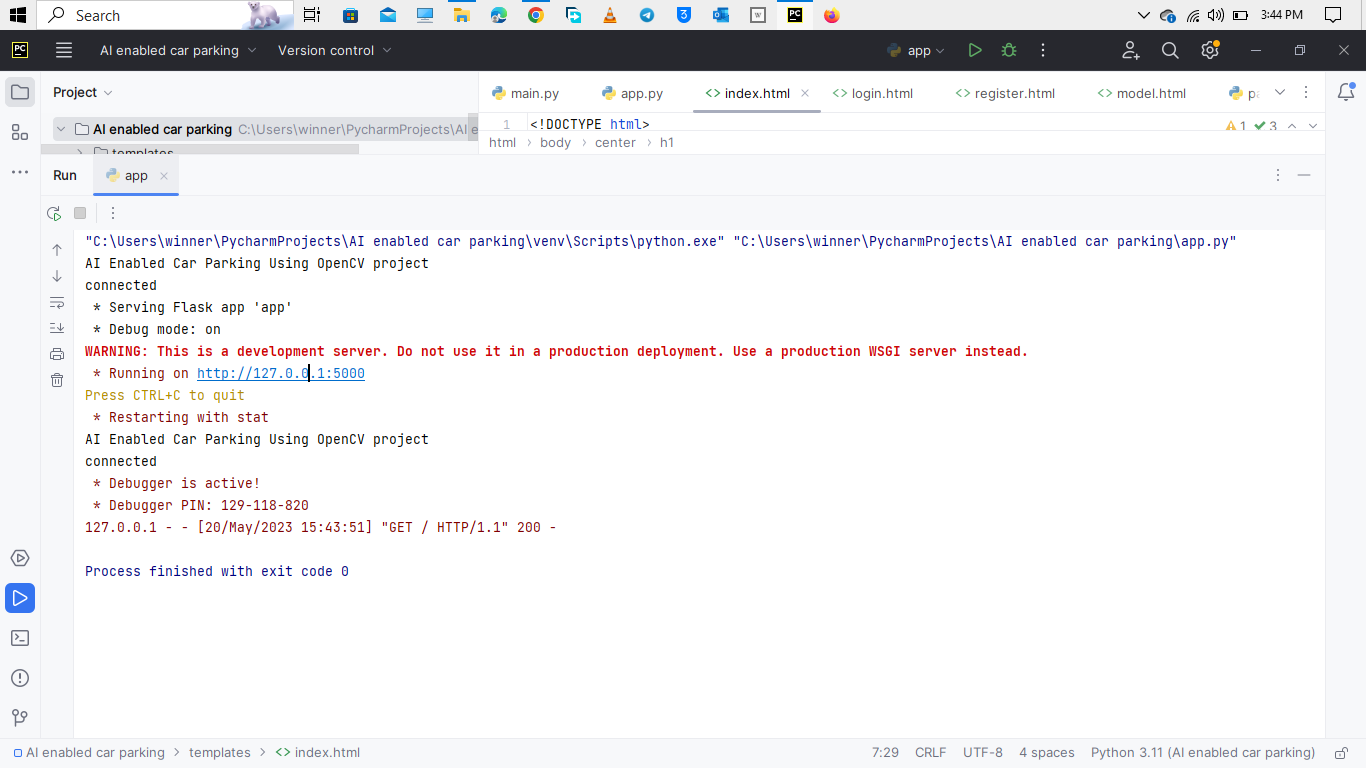 Search
3:44 PM
PC
AI enabled car parking
Version control
app
Project
main.py
app.py
index.html
login.html
register.html
model.html
AI enabled car parking C:\Users\winner\PycharmProjects\AI e
1 <!DOCTYPE html>
1 3
templates
html › body › center › h1
Run
app
"C:\Users\winner\PycharmProjects\AI enabled car parking\venv\Scripts\python.exe" "C:\Users\winner\PycharmProjects\AI enabled car parking\app.py"
AI Enabled Car Parking Using OpenCV project
connected
* Serving Flask app 'app'
* Debug mode: on
WARNING: This is a development server. Do not use it in a production deployment. Use a production WSGI server instead.
* Running on http://127.0.0.1:5000
Press CTRL+C to quit
* Restarting with stat
AI Enabled Car Parking Using OpenCV project
connected
* Debugger is active!
* Debugger PIN: 129-118-820
127.0.0.1 - - [20/May/2023 15:43:51] "GET / HTTP/1.1" 200 -
Process finished with exit code 0
AI enabled car parking › templates › index.html
7:29 CRLF UTF-8 4 spaces Python 3.11 (AI enabled car parking)